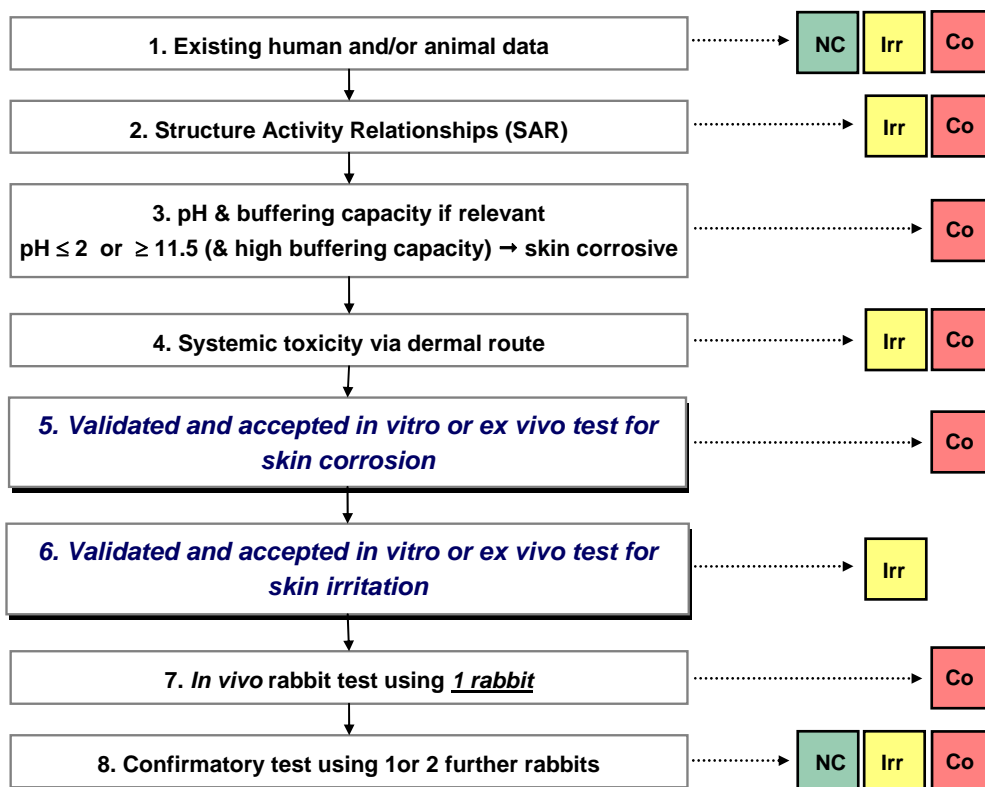 1. Existing human and/or animal data
NC Irr Co
2. Structure Activity Relationships (SAR)
Irr Co
3. pH & buffering capacity if relevant
pH ≤ 2 or ≥ 11.5 (& high buffering capacity) → skin corrosive
Co
4. Systemic toxicity via dermal route
Irr Co
5. Validated and accepted in vitro or ex vivo test for
skin corrosion
Co
6. Validated and accepted in vitro or ex vivo test for
skin irritation
Irr
7. In vivo rabbit test using 1 rabbit
Co
8. Confirmatory test using 1or 2 further rabbits
NC Irr Co